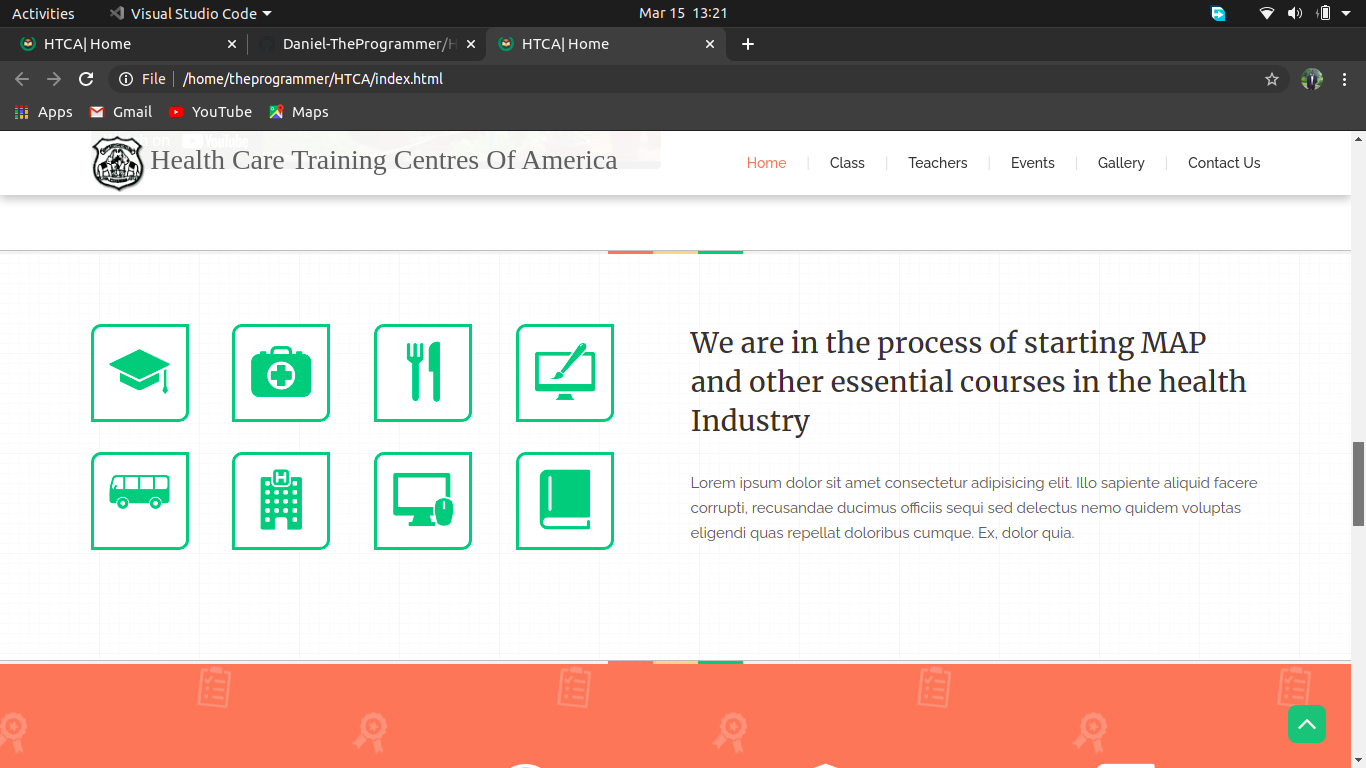 Activities
Visual Studio Code
Mar 15 13:21
HTCA| Home
Daniel-TheProgrammer/H
HTCA| Home
File
/home/theprogrammer/HTCA/index.html
Apps
Gmail
YouTube
Maps
YouTube
Health Care Training Centres Of America
Home
Class
Teachers
Events
Gallery
Contact Us
We are in the process of starting MAP
and other essential courses in the health
Industry
Lorem ipsum dolor sit amet consectetur adipisicing elit. Illo sapiente aliquid facere
corrupti, recusandae ducimus officiis sequi sed delectus nemo quidem voluptas
eligendi quas repellat doloribus cumque. Ex, dolor quia.
H